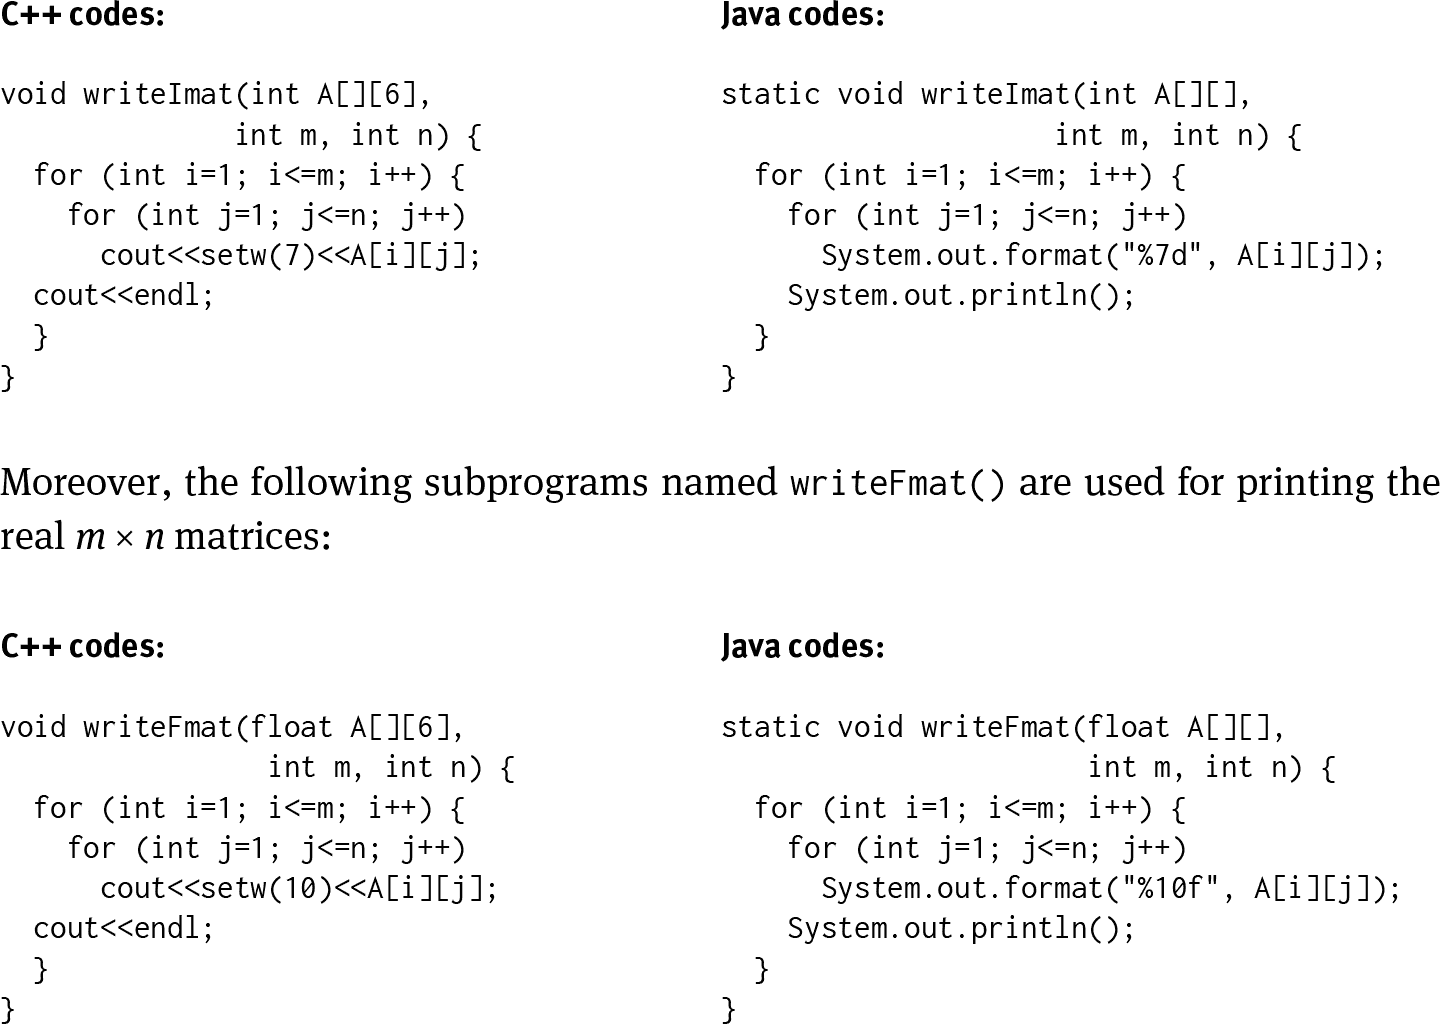 C++ codes:
void writeImat(int A[][6],
int m, int n) {
for (int i=1; i<=m; i++) {
for (int j=1; j<=n; j++)
cout<<setw(7)<<A[i][j];
cout<<endl;
}
}
Java codes:
static void writeImat(int A[][],
int m, int n) {
for (int i=1; i<=m; i++) {
for (int j=1; j<=n; j++)
System.out.format("%7d", A[i][j]);
System.out.println();
}
}
Moreover, the following subprograms named writeFmat() are used for printing the
real m × n matrices:
C++ codes:
void writeFmat(float A[][6],
int m, int n) {
for (int i=1; i<=m; i++) {
for (int j=1; j<=n; j++)
cout<<setw(10)<<A[i][j];
cout<<endl;
}
}
Java codes:
static void writeFmat(float A[][],
int m, int n) {
for (int i=1; i<=m; i++) {
for (int j=1; j<=n; j++)
System.out.format("%10f", A[i][j]);
System.out.println();
}
}